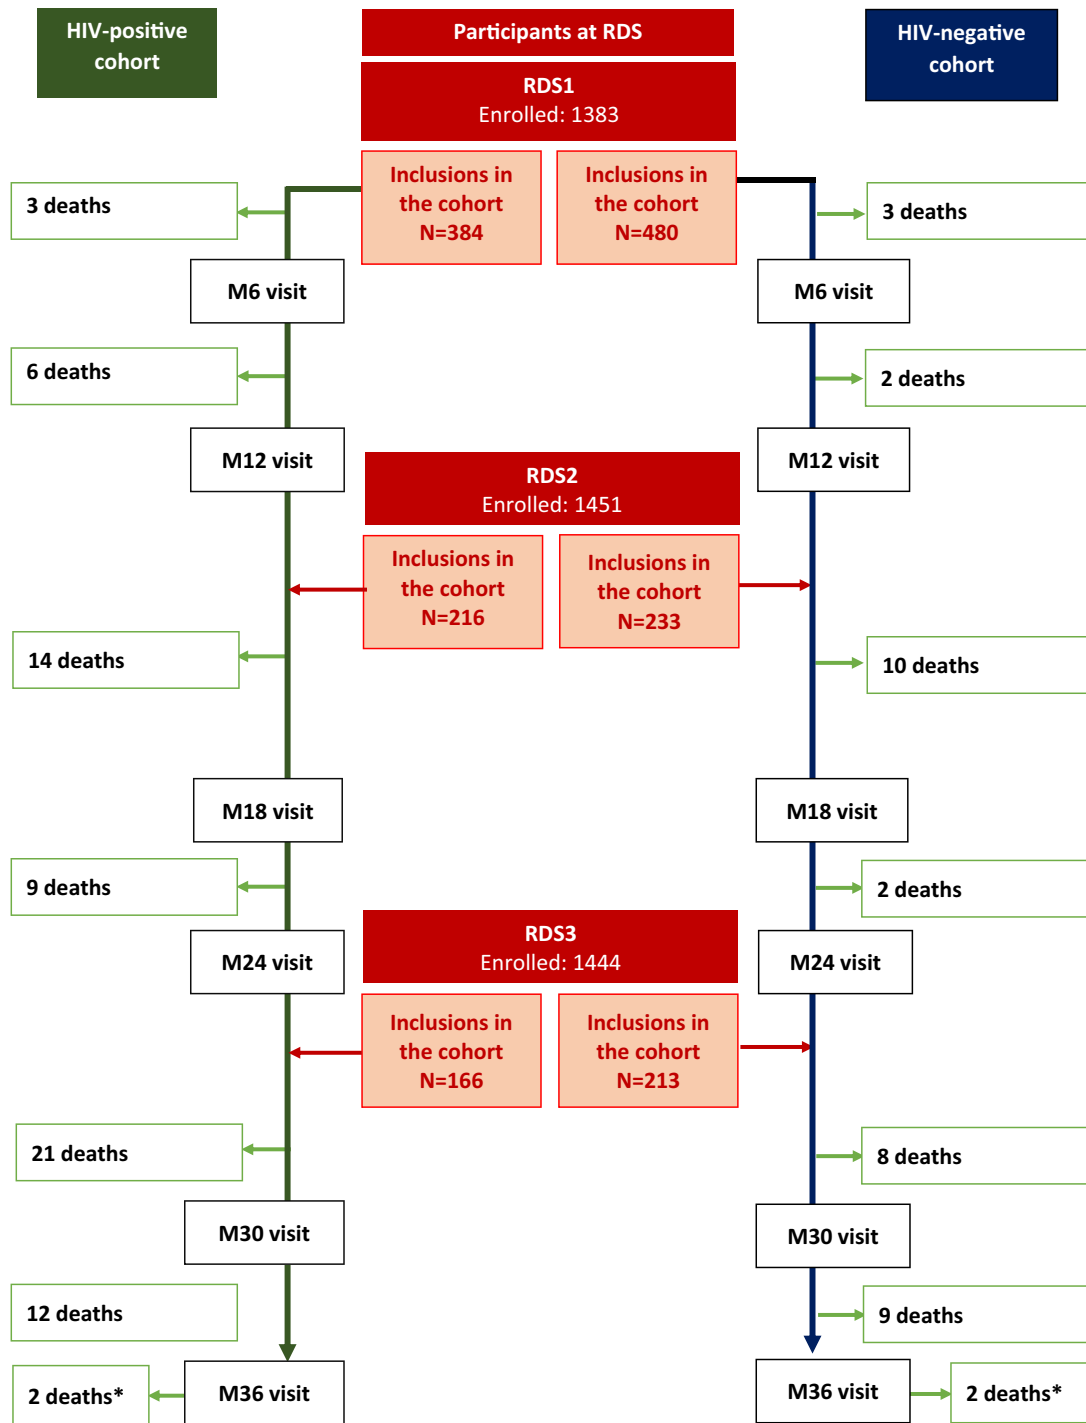 HIV-positive
cohort
Participants at RDS
HIV-negative
cohort
RDS1
Enrolled: 1383
Inclusions in
the cohort
N=384
Inclusions in
the cohort
N=480
3 deaths
3 deaths
M6 visit
M6 visit
6 deaths
2 deaths
M12 visit
M12 visit
RDS2
Enrolled: 1451
Inclusions in
the cohort
N=216
Inclusions in
the cohort
N=233
14 deaths
10 deaths
M18 visit
M18 visit
9 deaths
2 deaths
RDS3
Enrolled: 1444
M24 visit
M24 visit
Inclusions in
the cohort
N=166
Inclusions in
the cohort
N=213
21 deaths
8 deaths
M30 visit
M30 visit
12 deaths
9 deaths
M36 visit
M36 visit
2 deaths*
2 deaths*